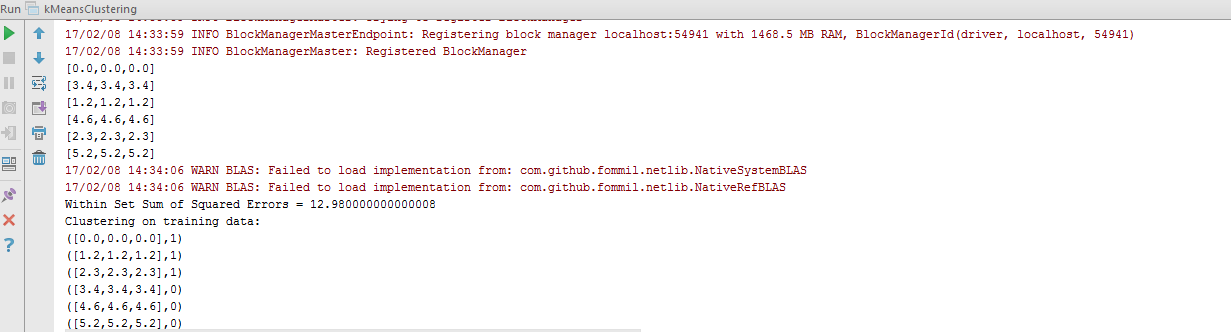 Run kMeansClustering
17/02/08 14:33:59 INFO BlockManagerMasterEndpoint: Registering block manager localhost:54941 with 1468.5 MB RAM, BlockManagerId(driver, localhost, 54941)
17/02/08 14:33:59 INFO BlockManagerMaster: Registered BlockManager
[0.0,0.0,0.0]
[3.4,3.4,3.4]
[1.2,1.2,1.2]
[4.6,4.6,4.6]
[2.3,2.3,2.3]
[5.2,5.2,5.2]
17/02/08 14:34:06 WARN BLAS: Failed to load implementation from: com.github.fommil.netlib.NativeSystemBLAS
17/02/08 14:34:06 WARN BLAS: Failed to load implementation from: com.github.fommil.netlib.NativeRefBLAS
Within Set Sum of Squared Errors = 12.980000000000008
Clustering on training data:
([0.0,0.0,0.0],1)
([1.2,1.2,1.2],1)
([2.3,2.3,2.3],1)
([3.4,3.4,3.4],0)
([4.6,4.6,4.6],0)
([5.2,5.2,5.2],0)